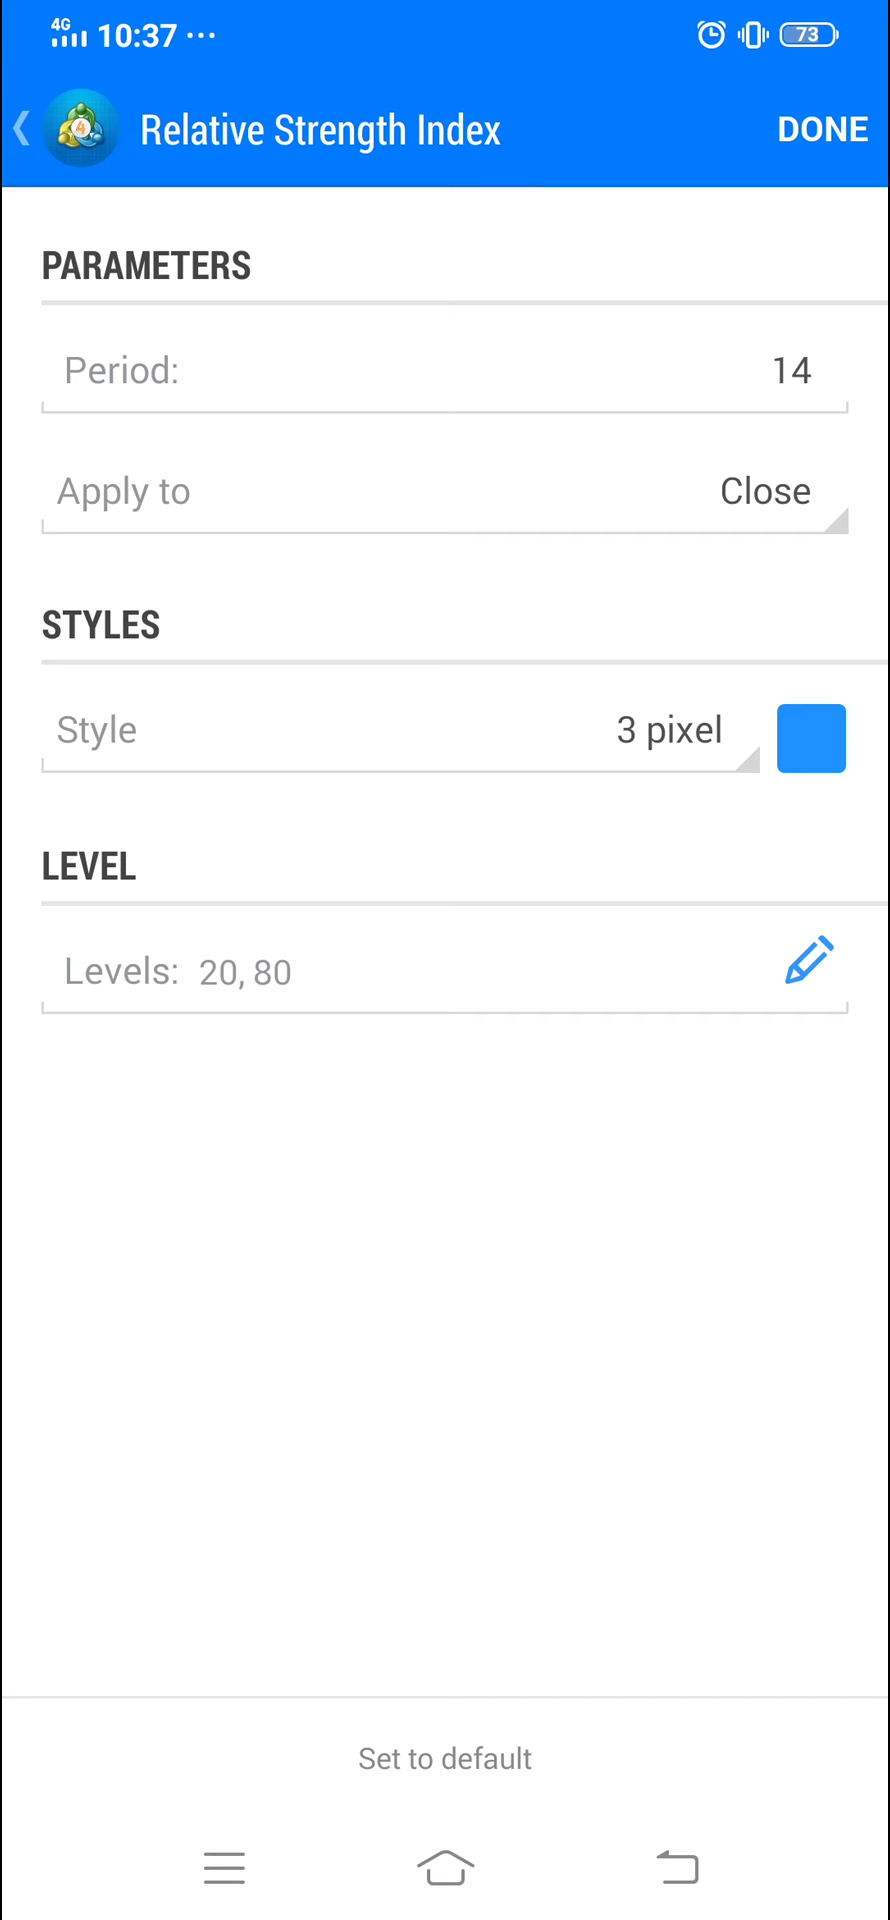 4G 10:37 ... 73
Relative Strength Index DONE
PARAMETERS
Period: 14
Apply to Close
STYLES
Style 3 pixel
LEVEL
Levels: 20, 80
Set to default